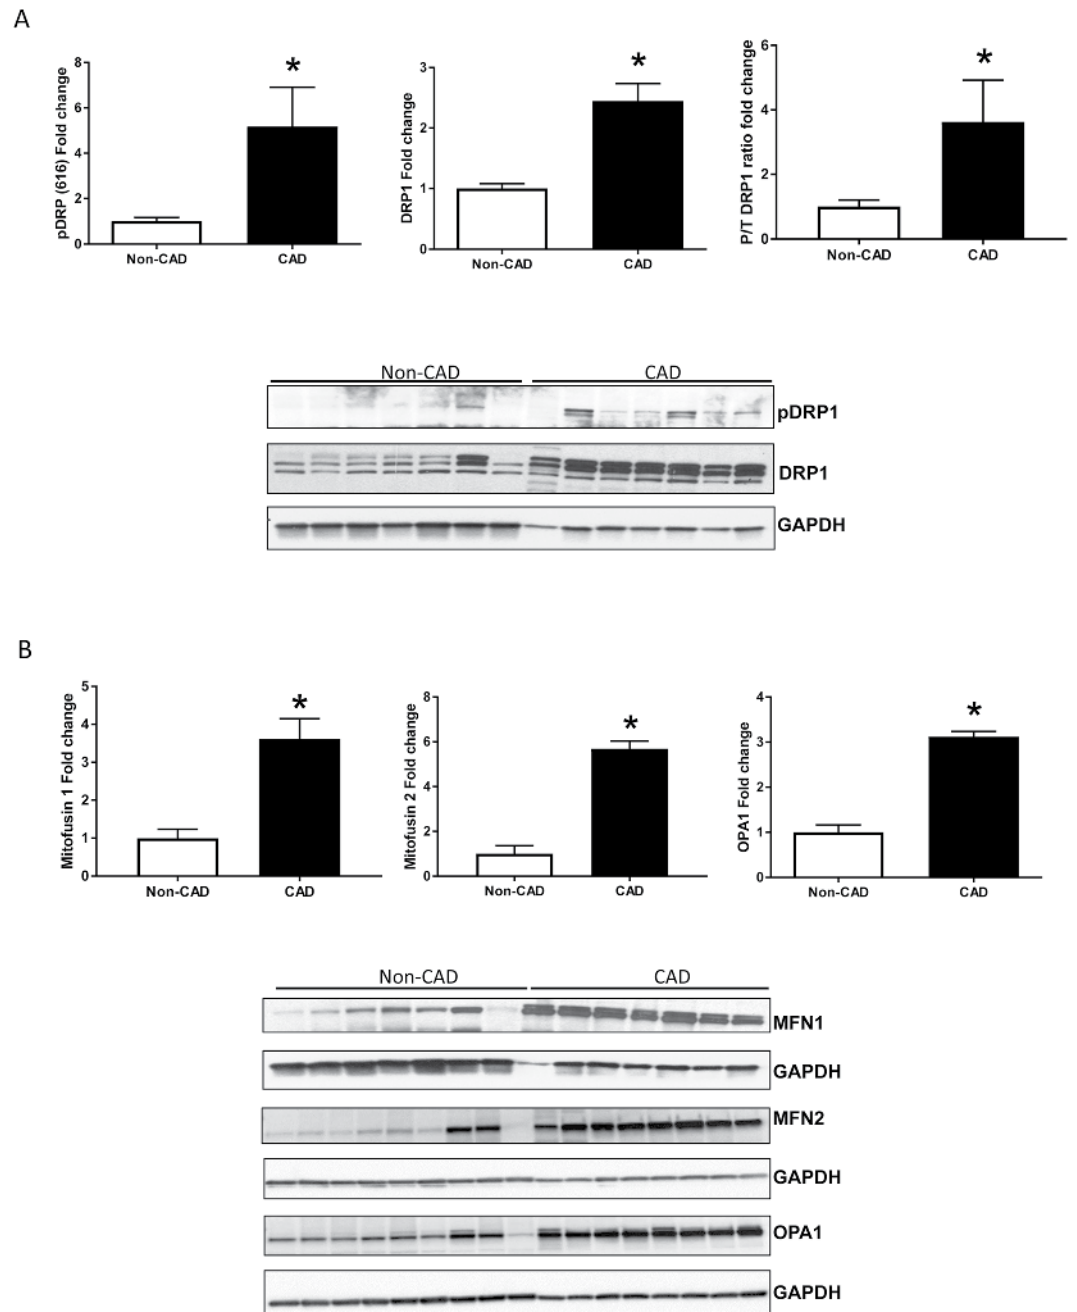 A
pDRP (616) Fold change
8
6
4
2
0
*
Non-CAD
CAD
DRP1 Fold change
3
2
1
0
*
Non-CAD
CAD
P/T DRP1 ratio fold change
6
4
2
0
*
Non-CAD
CAD
Non-CAD
CAD
pDRP1
DRP1
GAPDH
B
Mitofusin 1 Fold change
5
4
3
2
1
0
*
Non-CAD
CAD
Mitofusin 2 Fold change
8
6
4
2
0
*
Non-CAD
CAD
OPA1 Fold change
4
3
2
1
0
*
Non-CAD
CAD
Non-CAD
CAD
MFN1
GAPDH
MFN2
GAPDH
OPA1
GAPDH